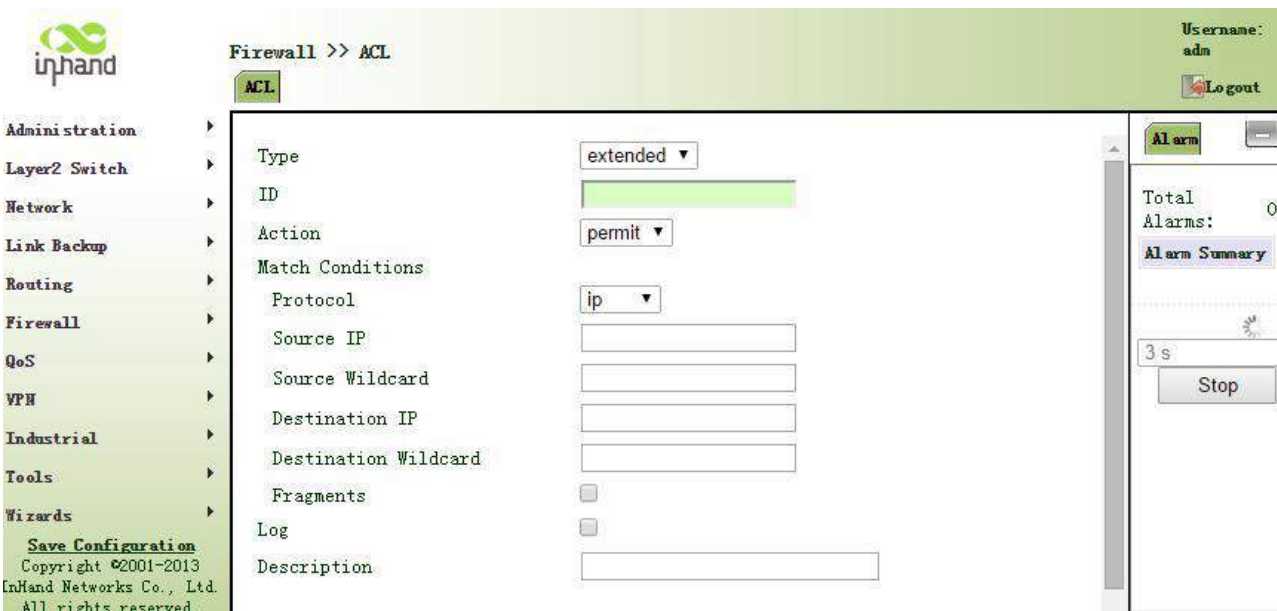 inhand
Firewall >> ACL
Username:
adm
Logout
ACL
Administration
Layer2 Switch
Network
Link Backup
Routing
Firewall
QoS
VPN
Industrial
Tools
Wizards
Save Configuration
Copyright ©2001-2013
InHand Networks Co., Ltd.
All rights reserved.
Type extended
ID
Action permit
Match Conditions
Protocol ip
Source IP
Source Wildcard
Destination IP
Destination Wildcard
Fragments
Log
Description
Alarm
Total
Alarms: 0
Alarm Summary
3 s
Stop